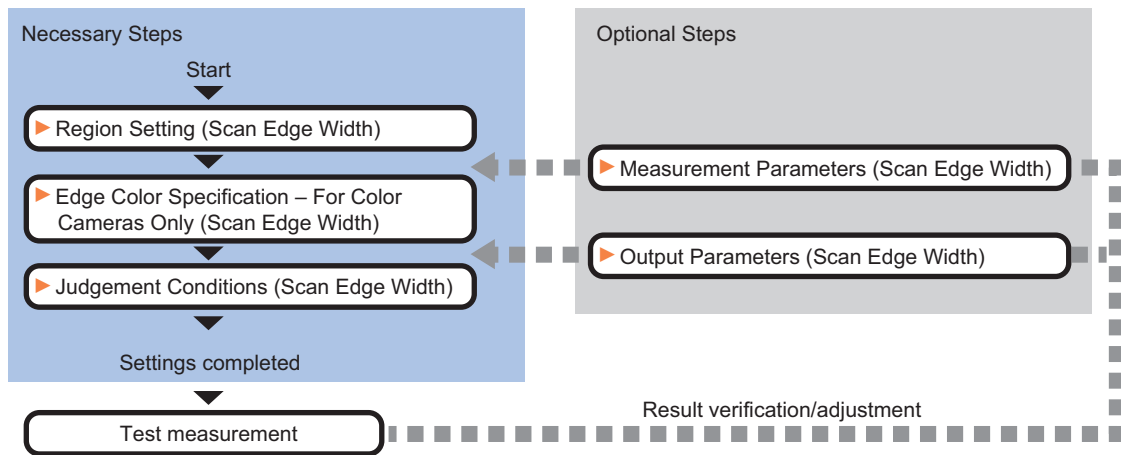 Necessary Steps
Start
Region Setting (Scan Edge Width)
Edge Color Specification – For Color
Cameras Only (Scan Edge Width)
Judgement Conditions (Scan Edge Width)
Settings completed
Test measurement
Optional Steps
Measurement Parameters (Scan Edge Width)
Output Parameters (Scan Edge Width)
Result verification/adjustment